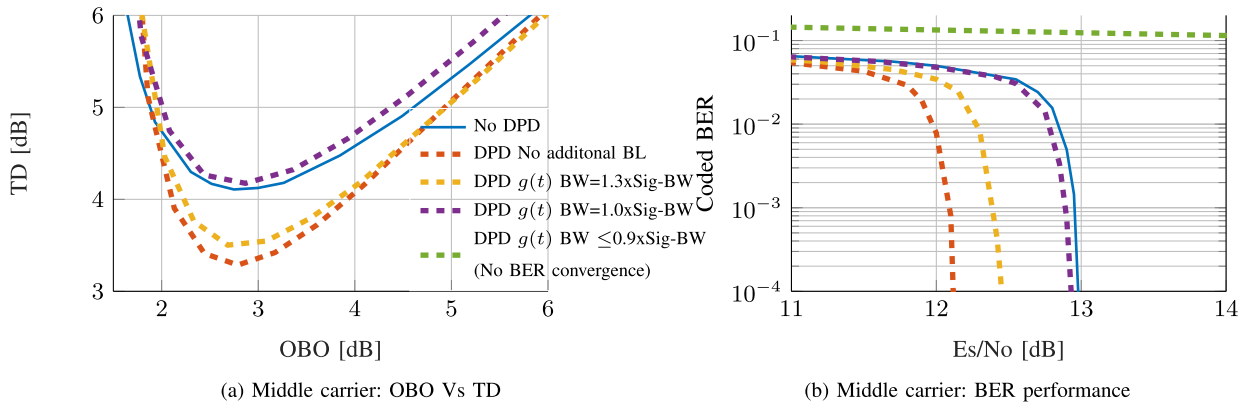 6
5
4
3
2
3
4
5
6
TD [dB]
OBO [dB]
No DPD
DPD No additonal BL
DPD g(t) BW=1.3xSig-BW
DPD g(t) BW=1.0xSig-BW
DPD g(t) BW ≤0.9xSig-BW
(No BER convergence)
(a) Middle carrier: OBO Vs TD
10⁻¹
10⁻²
10⁻³
10⁻⁴
11
12
13
14
Coded BER
Es/No [dB]
(b) Middle carrier: BER performance